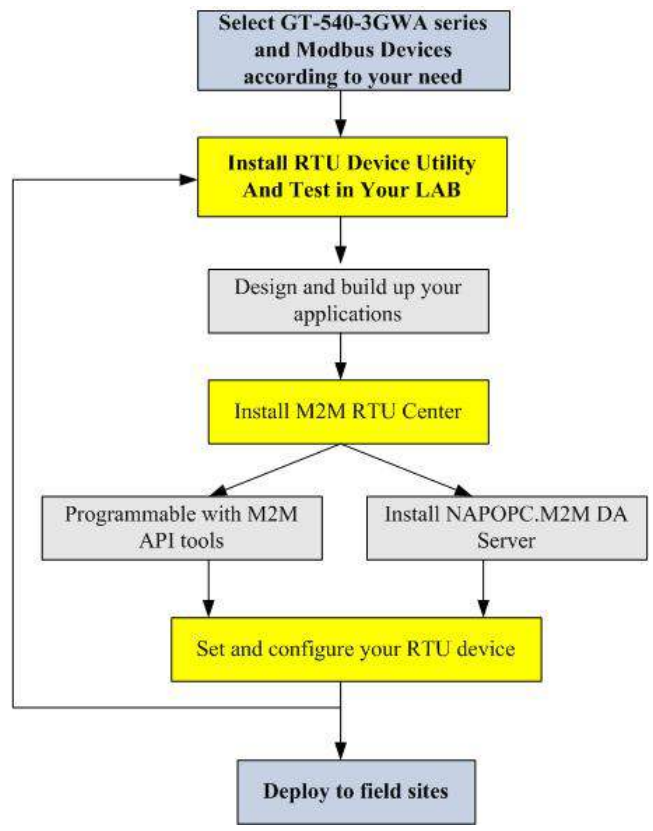 Select GT-540-3GWA series
and Modbus Devices
according to your need
Install RTU Device Utility
And Test in Your LAB
Design and build up your
applications
Install M2M RTU Center
Programmable with M2M
API tools
Install NAPOPC.M2M DA
Server
Set and configure your RTU device
Deploy to field sites